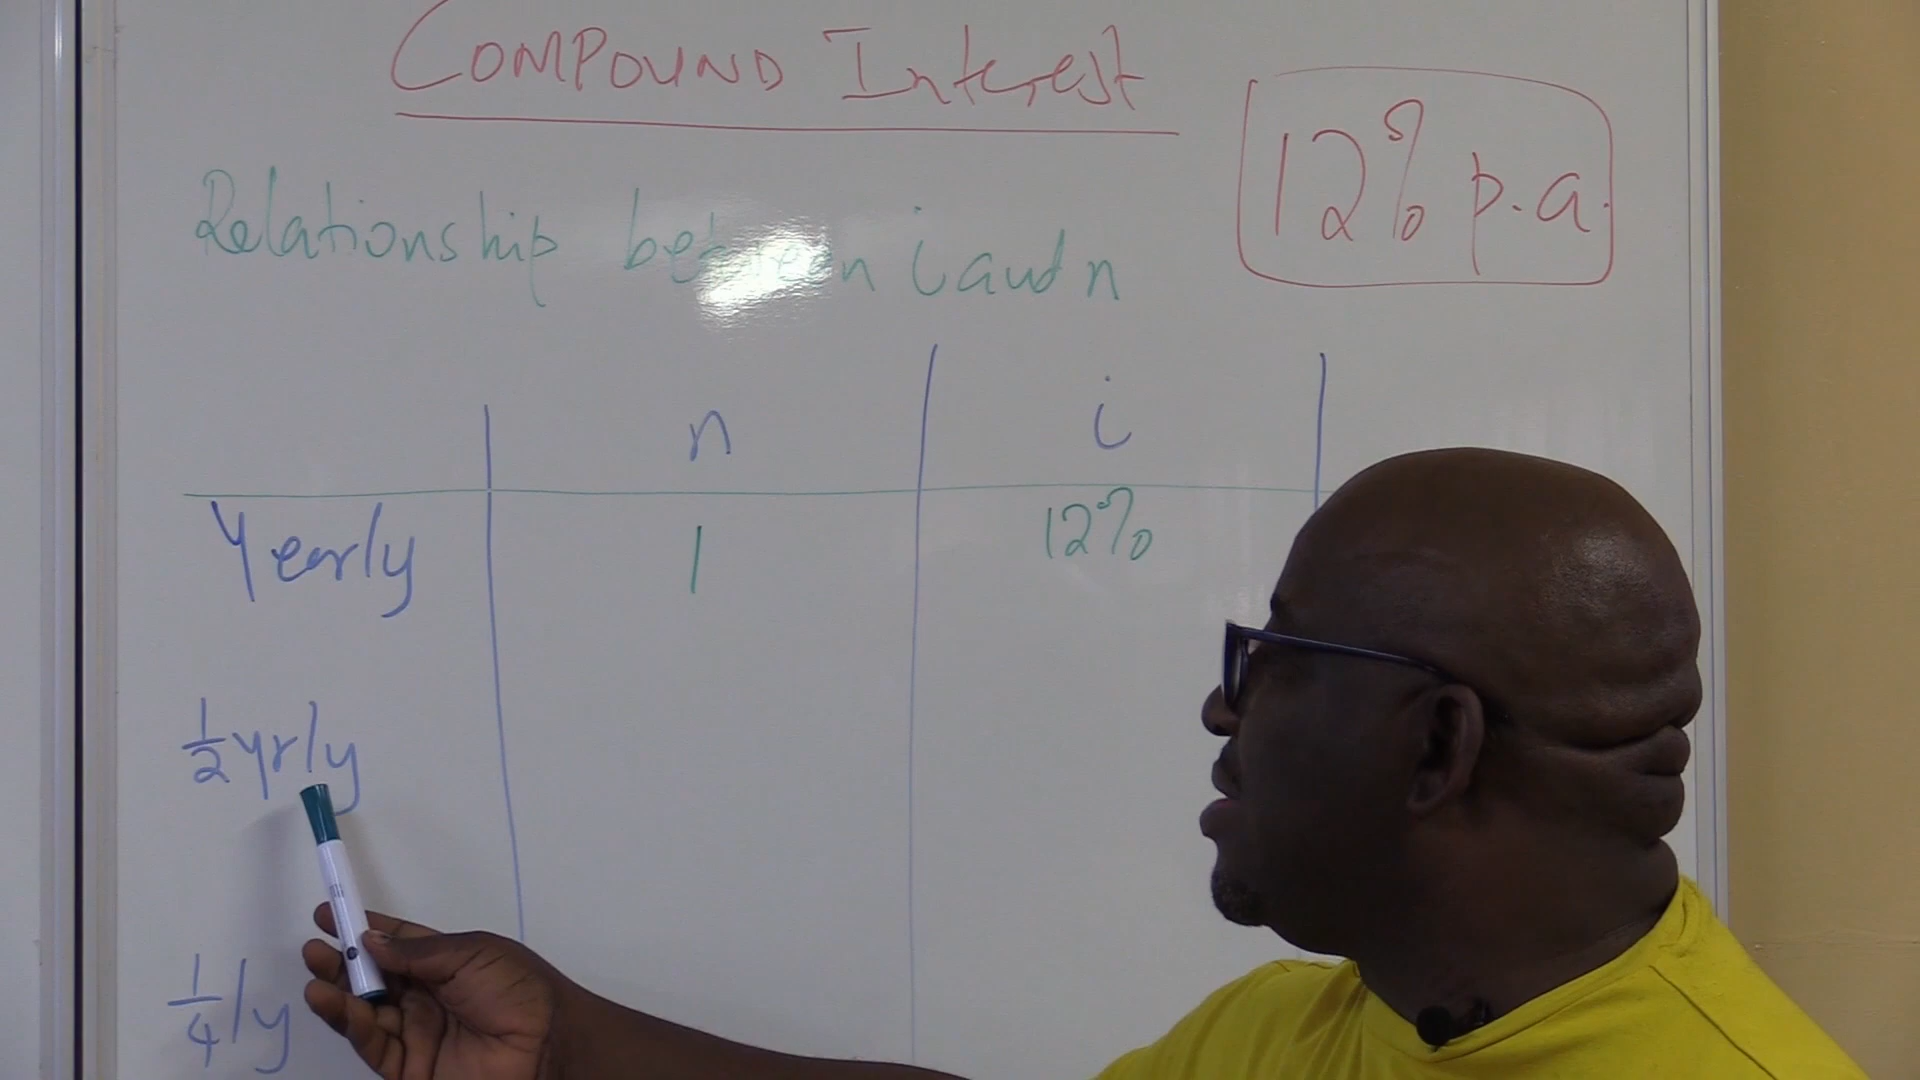 COMPOUND Interest
12% p.a.
Relationship between i and n
n i
Yearly 1 12%
1/2 yrly
1/4 ly